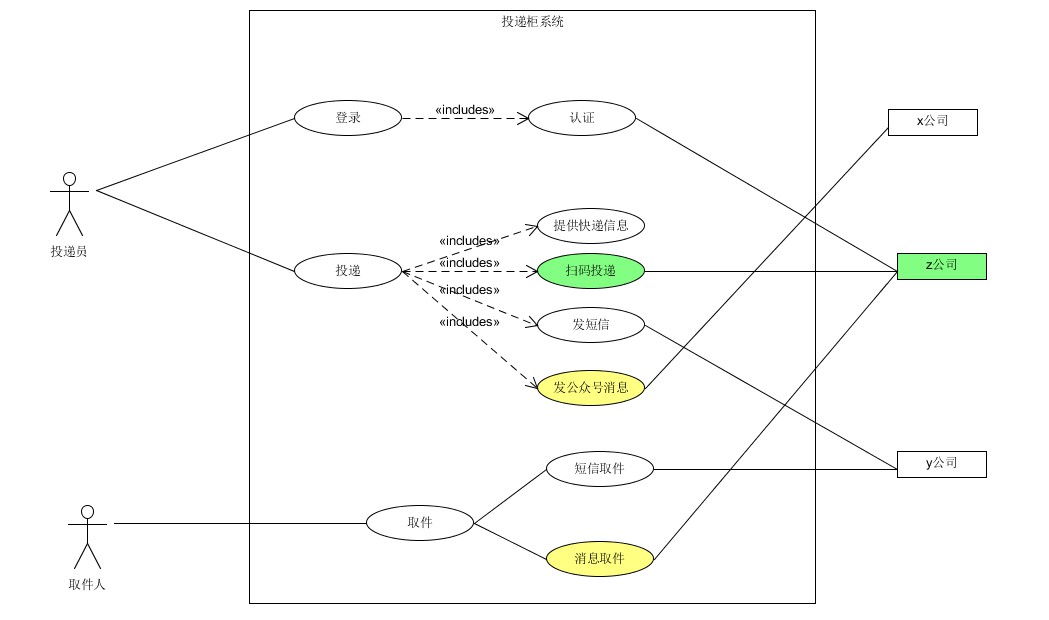 投递柜系统
登录
«includes»
认证
x公司
投递员
提供快递信息
«includes»
投递
«includes»
扫码投递
z公司
«includes»
发短信
«includes»
发公众号消息
短信取件
y公司
取件
取件人
消息取件